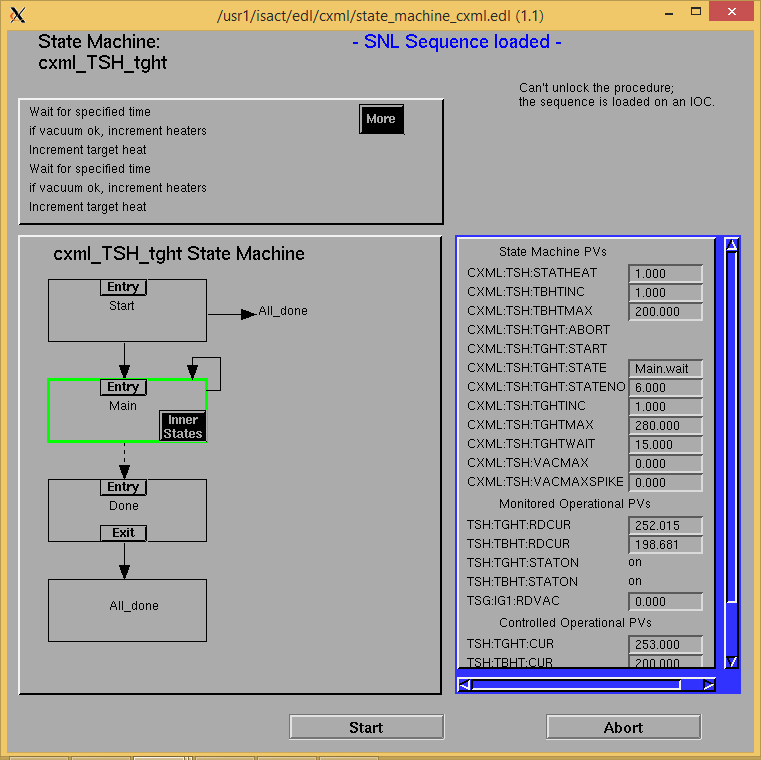 /usr1/isact/edl/cxml/state_machine_cxml.edl (1.1)
State Machine:
- SNL Sequence loaded -
cxml_TSH_tght
Can't unlock the procedure;
the sequence is loaded on an IOC.
Wait for specified time
More
if vacuum ok, increment heaters
Increment target heat
Wait for specified time
if vacuum ok, increment heaters
Increment target heat
cxml_TSH_tght State Machine
Entry
Start
All_done
Entry
Main
Inner
States
Entry
Done
Exit
All_done
State Machine PVs
CXML:TSH:STATHEAT 1.000
CXML:TSH:TBHTINC 1.000
CXML:TSH:TBHTMAX 200.000
CXML:TSH:TGHT:ABORT
CXML:TSH:TGHT:START
CXML:TSH:TGHT:STATE Main.wait
CXML:TSH:TGHT:STATENO 6.000
CXML:TSH:TGHTINC 1.000
CXML:TSH:TGHTMAX 280.000
CXML:TSH:TGHTWAIT 15.000
CXML:TSH:VACMAX 0.000
CXML:TSH:VACMAXSPIKE 0.000
Monitored Operational PVs
TSH:TGHT:RDCUR 252.015
TSH:TBHT:RDCUR 198.681
TSH:TGHT:STATON on
TSH:TBHT:STATON on
TSG:IG1:RDVAC 0.000
Controlled Operational PVs
TSH:TGHT:CUR 253.000
TSH:TBHT:CUR 200.000
Start
Abort